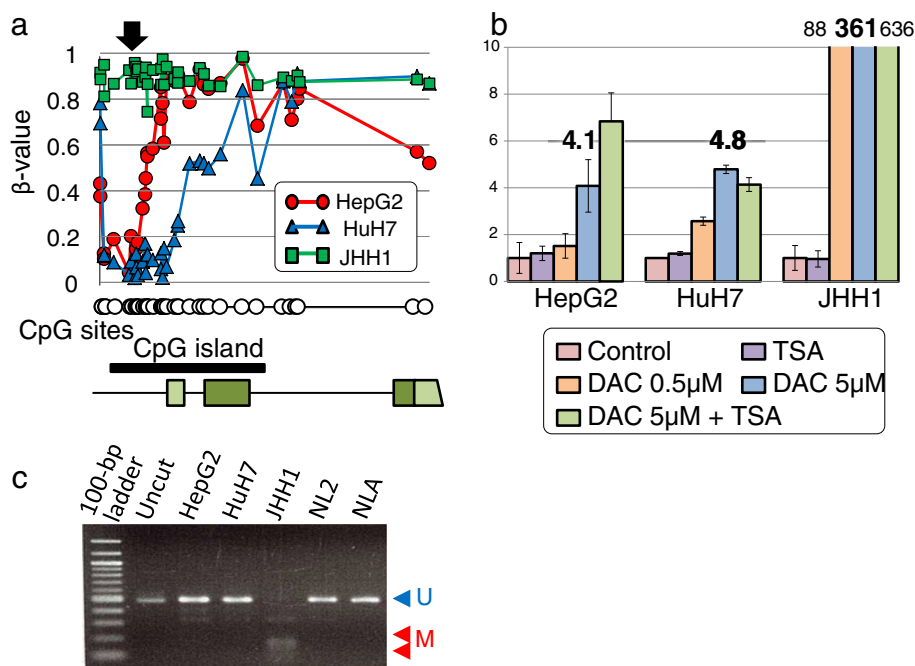 a
β-value
1
0.8
0.6
0.4
0.2
0
HepG2
HuH7
JHH1
CpG sites
CpG island
b
88 361 636
10
8
6
4
2
0
4.1
4.8
HepG2 HuH7 JHH1
Control TSA
DAC 0.5µM DAC 5µM
DAC 5µM + TSA
c
100-bp
ladder
Uncut
HepG2
HuH7
JHH1
NL2
NLA
U
M